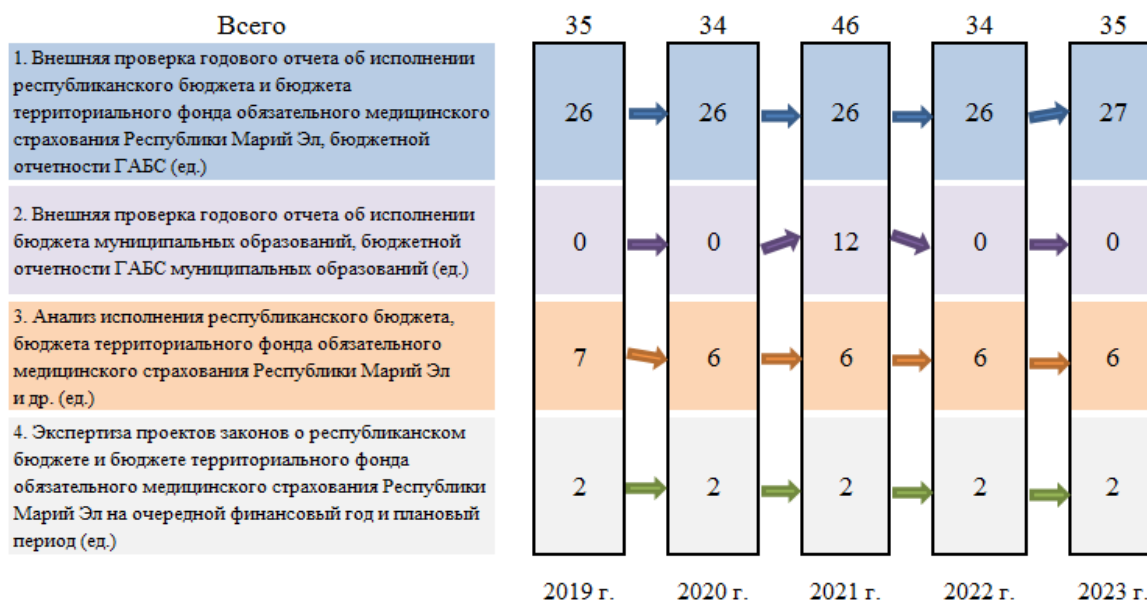 Всего 35 34 46 34 35
1. Внешняя проверка годового отчета об исполнении
республиканского бюджета и бюджета
территориального фонда обязательного медицинского
страхования Республики Марий Эл, бюджетной
отчетности ГАБС (ед.)
26 26 26 26 27
2. Внешняя проверка годового отчета об исполнении
бюджета муниципальных образований, бюджетной
отчетности ГАБС муниципальных образований (ед.)
0 0 12 0 0
3. Анализ исполнения республиканского бюджета,
бюджета территориального фонда обязательного
медицинского страхования Республики Марий Эл
и др. (ед.)
7 6 6 6 6
4. Экспертиза проектов законов о республиканском
бюджете и бюджете территориального фонда
обязательного медицинского страхования Республики
Марий Эл на очередной финансовый год и плановый
период (ед.)
2 2 2 2 2
2019 г. 2020 г. 2021 г. 2022 г. 2023 г.